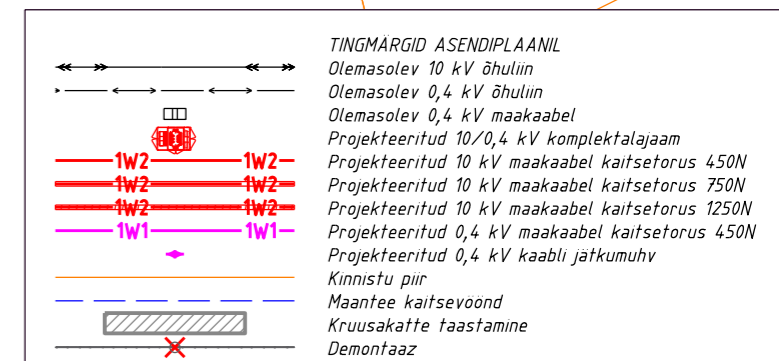 TINGMÄRGID ASENDIPLAANIL
Olemasolev 10 kV õhuliin
Olemasolev 0,4 kV õhuliin
Olemasolev 0,4 kV maakaabel
Projekteeritud 10/0,4 kV komplektalajaam
1W2 1W2 Projekteeritud 10 kV maakaabel kaitsetorus 450N
1W2 1W2 Projekteeritud 10 kV maakaabel kaitsetorus 750N
1W2 1W2 Projekteeritud 10 kV maakaabel kaitsetorus 1250N
1W1 1W1 Projekteeritud 0,4 kV maakaabel kaitsetorus 450N
Projekteeritud 0,4 kV kaabli jätkumuhv
Kinnistu piir
Maantee kaitsevöönd
Kruusakatte taastamine
Demontaaz